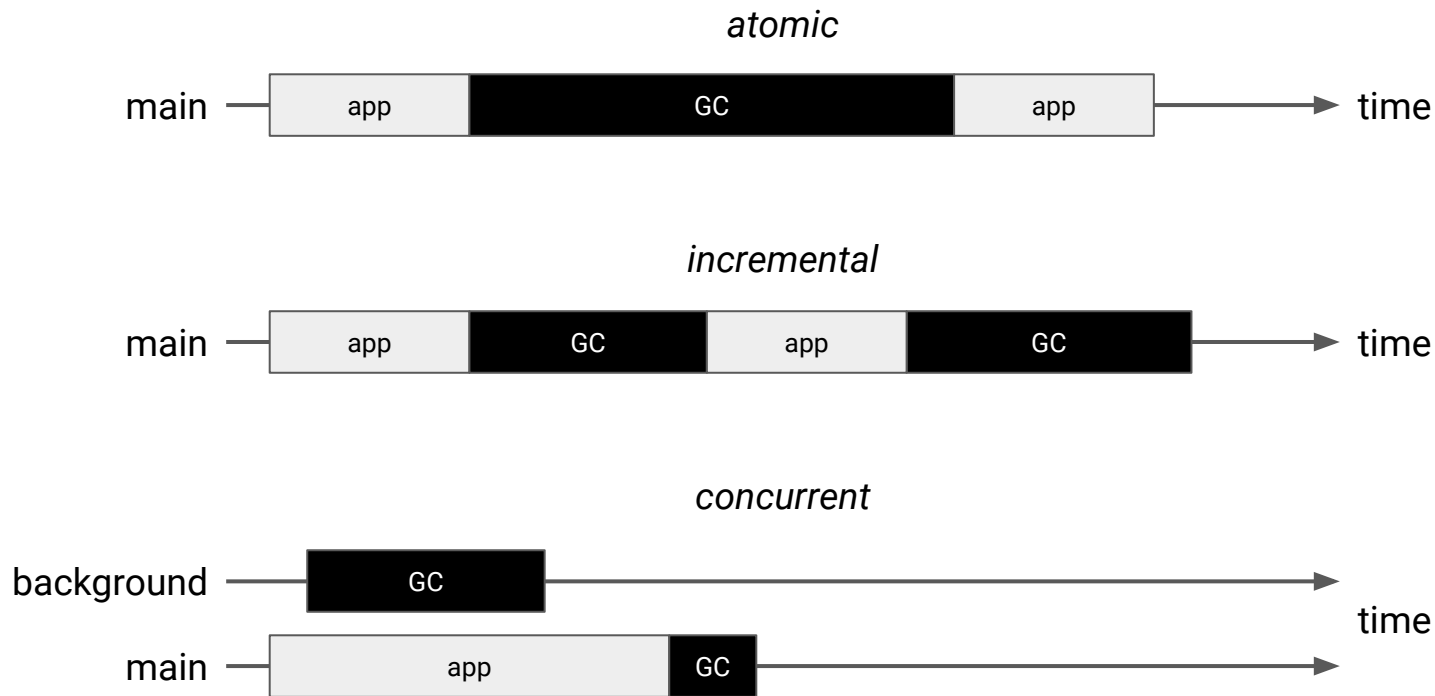 atomic
main app GC app time
incremental
main app GC app GC time
concurrent
background GC
time
main app GC